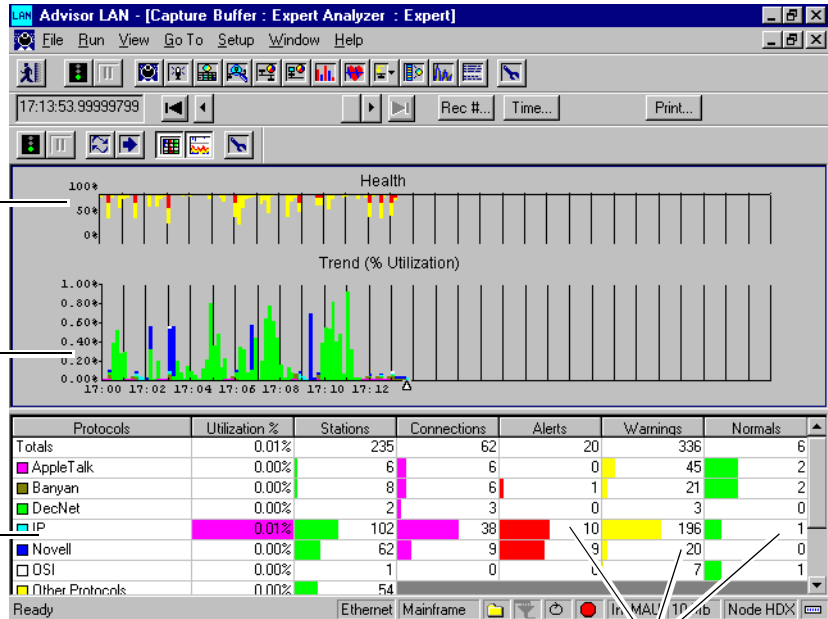 LAN Advisor LAN - [Capture Buffer : Expert Analyzer : Expert]
File Run View Go To Setup Window Help
17:13:53.99999799 Rec #... Time... Print...
Health
100%
50%
0%
Trend (% Utilization)
1.00%
0.80%
0.60%
0.40%
0.20%
0.00%
17:00 17:02 17:04 17:06 17:08 17:10 17:12
Protocols Utilization % Stations Connections Alerts Warnings Normals
Totals 0.01% 235 62 20 336 6
AppleTalk 0.00% 6 6 0 45 2
Banyan 0.00% 8 6 1 21 2
DecNet 0.00% 2 3 0 3 0
IP 0.01% 102 38 10 196 1
Novell 0.00% 62 9 9 20 0
OSI 0.00% 1 0 0 7 1
Other Protocols 0.00% 54
Ready Ethernet Mainframe MAU 10 Mb Node HDX